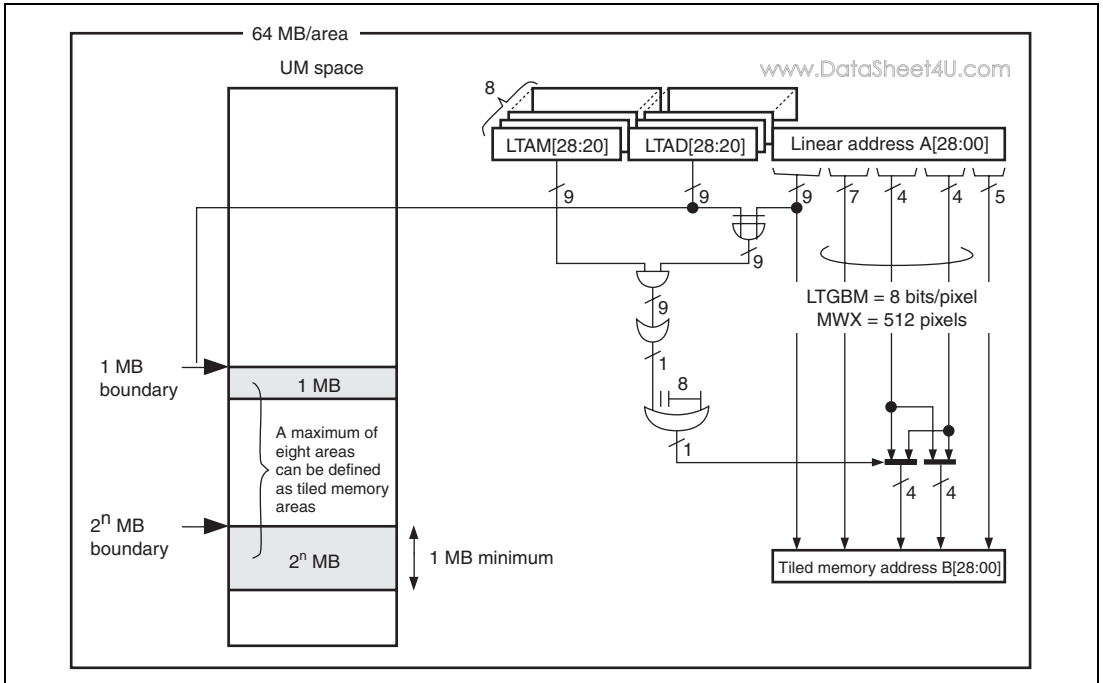 64 MB/area
UM space
www.DataSheet4U.com
8
LTAM[28:20]
LTAD[28:20]
Linear address A[28:00]
9
9
9
7
4
4
5
9
LTGBM = 8 bits/pixel
MWX = 512 pixels
9
1
1 MB
boundary
1 MB
8
A maximum of
eight areas
can be defined
as tiled memory
areas
1
4
4
2ⁿ MB
boundary
2ⁿ MB
1 MB minimum
Tiled memory address B[28:00]